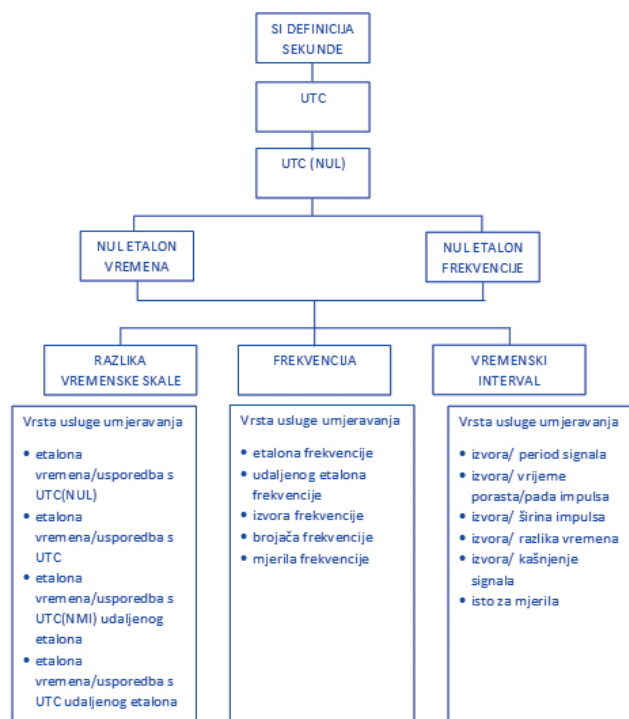 SI DEFINICIJA
SEKUNDE
UTC
UTC (NUL)
NUL ETALON
VREMENA
NUL ETALON
FREKVENCIJE
RAZLIKA
VREMENSKE SKALE
FREKVENCIJA
VREMENSKI
INTERVAL
Vrsta usluge umjeravanja
• etalona
vremena/usporedba s
UTC(NUL)
• etalona
vremena/usporedba s
UTC
• etalona
vremena/usporedba s
UTC(NMI) udaljenog
etalona
• etalona
vremena/usporedba s
UTC udaljenog etalona
Vrsta usluge umjeravanja
• etalona frekvencije
• udaljenog etalona
frekvencije
• izvora frekvencije
• brojača frekvencije
• mjerila frekvencije
Vrsta usluge umjeravanja
• izvora/ period signala
• izvora/ vrijeme
porasta/pada impulsa
• izvora/ širina impulsa
• izvora/ razlika vremena
• izvora/ kašnjenje
signala
• isto za mjerila